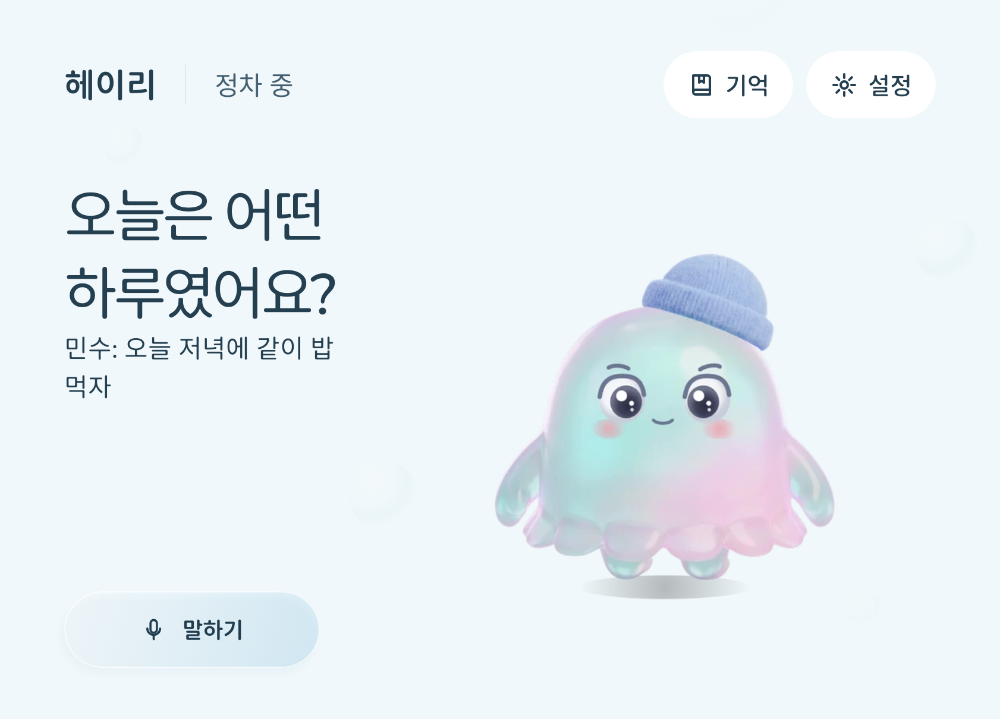 헤이리
정차 중
기억
설정
오늘은 어떤
하루였어요?
민수: 오늘 저녁에 같이 밥
먹자
말하기